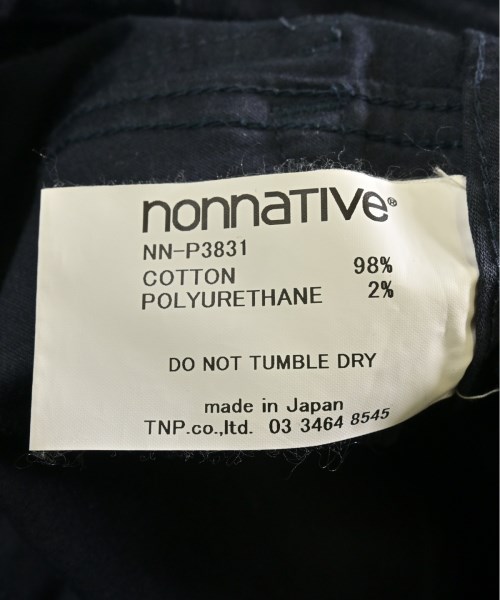 nonnative®
NN-P3831
COTTON 98%
POLYURETHANE 2%
DO NOT TUMBLE DRY
made in Japan
TNP.co.,ltd. 03 3464 8545